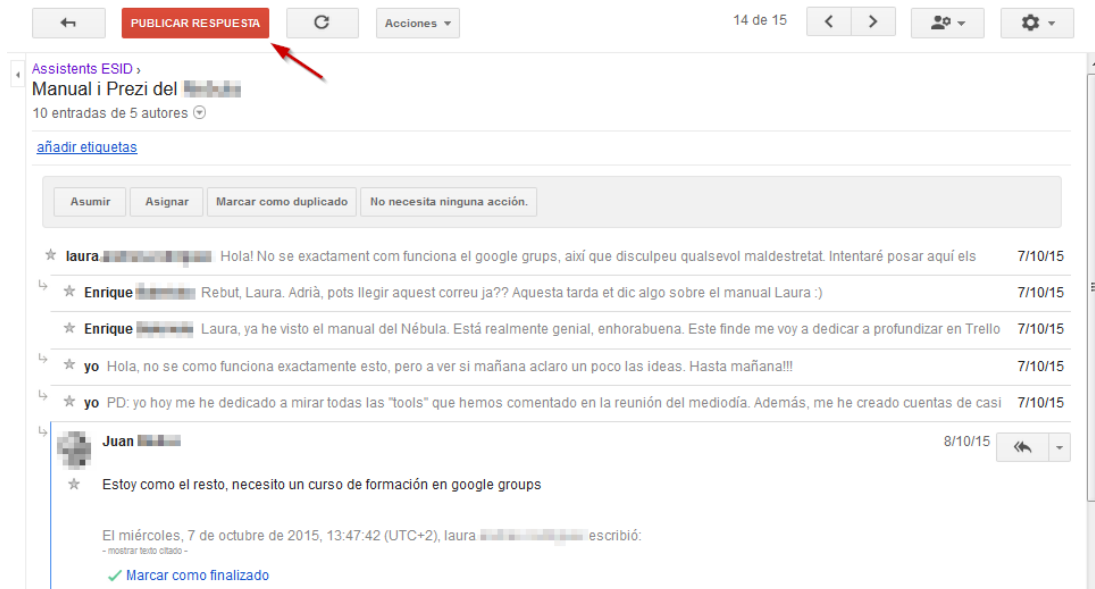 PUBLICAR RESPUESTA Acciones 14 de 15
Assistents ESID ›
Manual i Prezi del
10 entradas de 5 autores
añadir etiquetas
Asumir Asignar Marcar como duplicado No necesita ninguna acción.
laura Hola! No se exactament com funciona el google grups, així que disculpeu qualsevol maldestretat. Intentaré posar aquí els 7/10/15
Enrique Rebut, Laura. Adrià, pots llegir aquest correu ja?? Aquesta tarda et dic algo sobre el manual Laura :) 7/10/15
Enrique Laura, ya he visto el manual del Nébula. Está realmente genial, enhorabuena. Este finde me voy a dedicar a profundizar en Trello 7/10/15
yo Hola, no se como funciona exactamente esto, pero a ver si mañana aclaro un poco las ideas. Hasta mañana!!! 7/10/15
yo PD: yo hoy me he dedicado a mirar todas las "tools" que hemos comentado en la reunión del mediodía. Además, me he creado cuentas de casi 7/10/15
Juan 8/10/15
Estoy como el resto, necesito un curso de formación en google groups
El miércoles, 7 de octubre de 2015, 13:47:42 (UTC+2), laura escribió:
- mostrar texto citado -
Marcar como finalizado